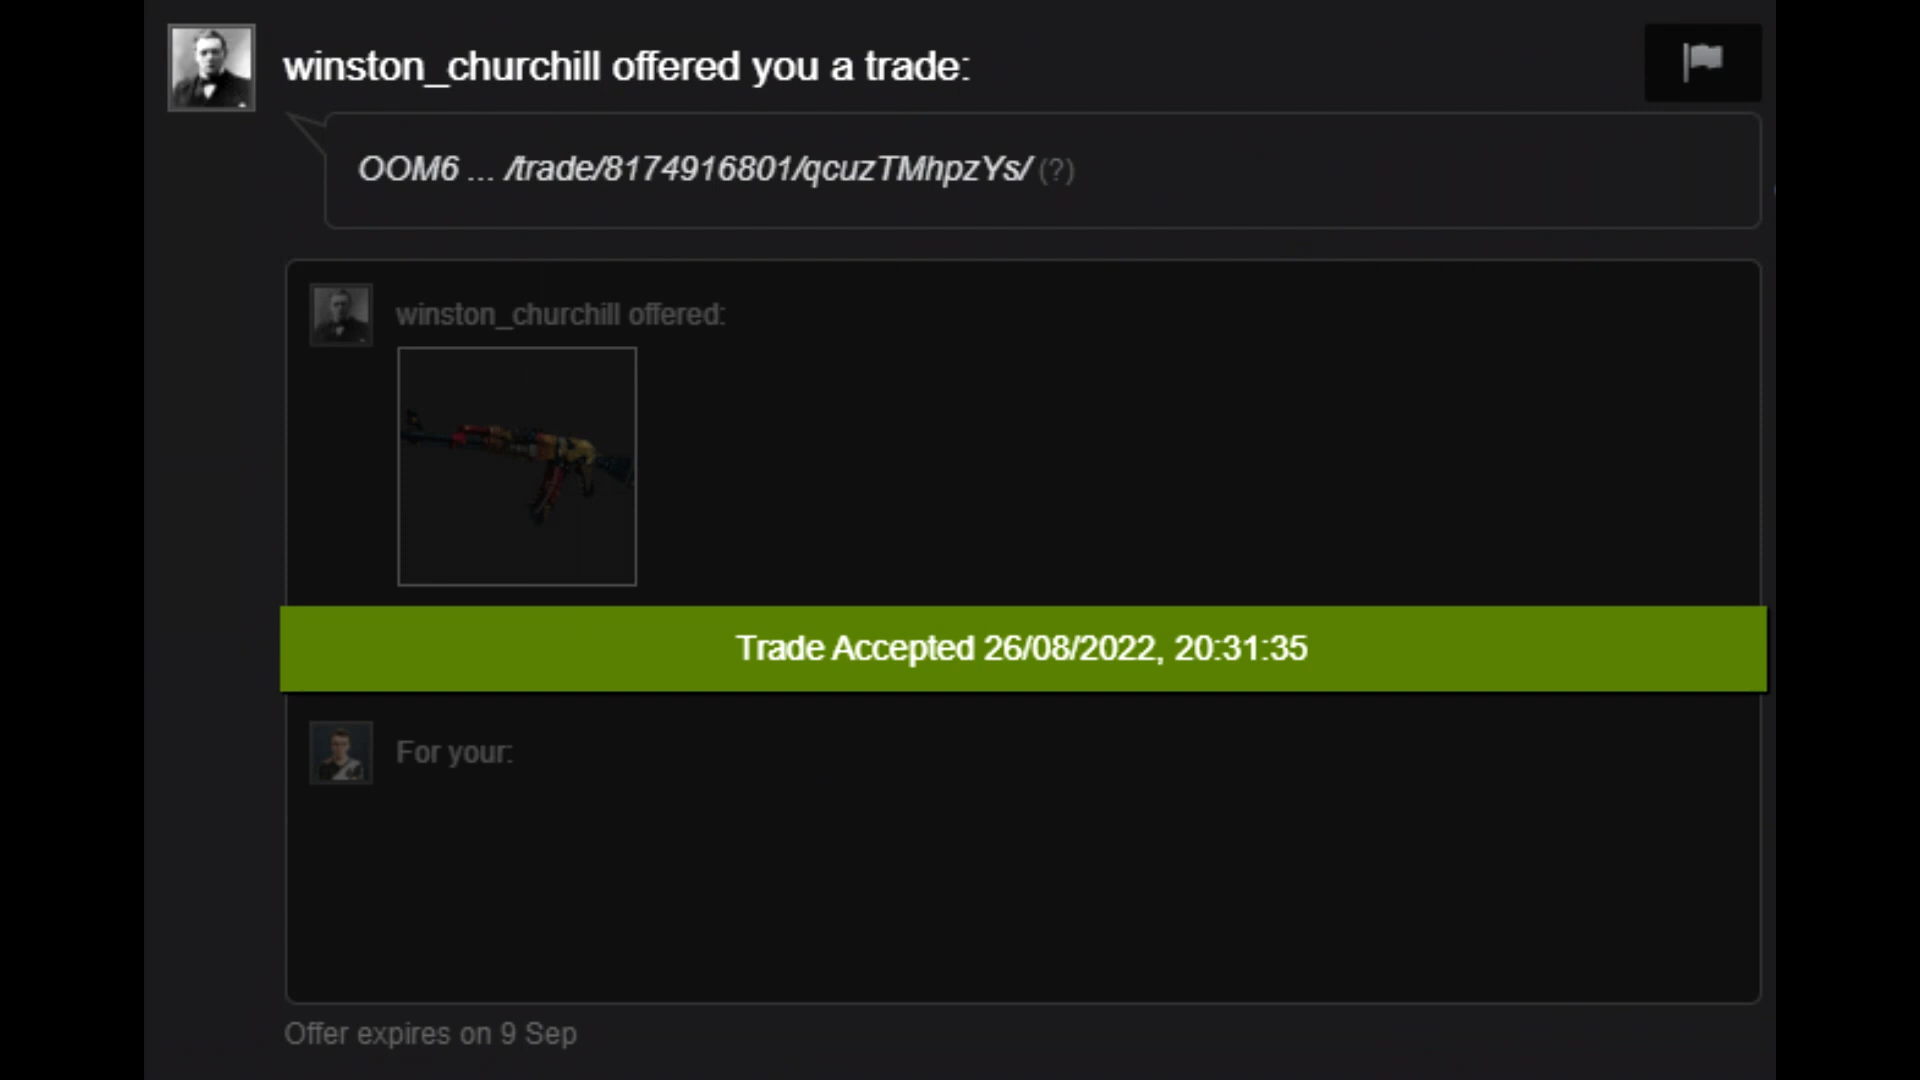 winston_churchill offered you a trade:
OOM6 ... /trade/8174916801/qcuzTMhpzYs/ (?)
winston_churchill offered:
Trade Accepted 26/08/2022, 20:31:35
For your:
Offer expires on 9 Sep